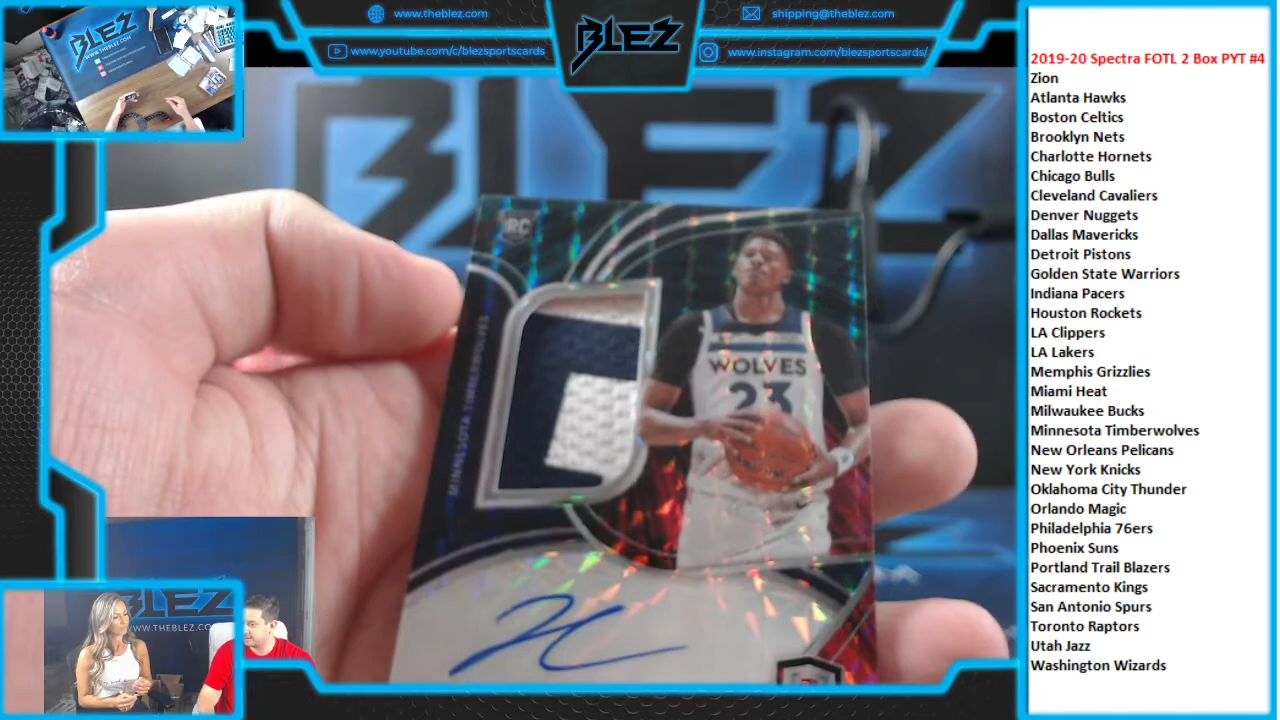 www.theblez.com
shipping@theblez.com
BLEZ
www.youtube.com/c/blezsportscards
www.instagram.com/blezsportscards/
BLEZ
RC
MINNESOTA TIMBERWOLVES
WOLVES
23
BLEZ
WWW.THEBLEZ.CO
2019-20 Spectra FOTL 2 Box PYT #4
Zion
Atlanta Hawks
Boston Celtics
Brooklyn Nets
Charlotte Hornets
Chicago Bulls
Cleveland Cavaliers
Denver Nuggets
Dallas Mavericks
Detroit Pistons
Golden State Warriors
Indiana Pacers
Houston Rockets
LA Clippers
LA Lakers
Memphis Grizzlies
Miami Heat
Milwaukee Bucks
Minnesota Timberwolves
New Orleans Pelicans
New York Knicks
Oklahoma City Thunder
Orlando Magic
Philadelphia 76ers
Phoenix Suns
Portland Trail Blazers
Sacramento Kings
San Antonio Spurs
Toronto Raptors
Utah Jazz
Washington Wizards